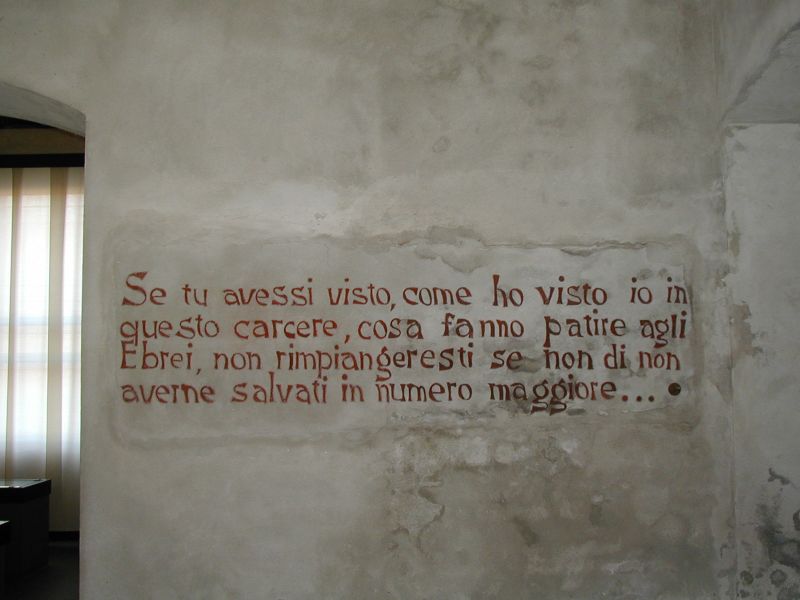 Se tu avessi visto, come ho visto io in
questo carcere, cosa fanno patire agli
Ebrei, non rimpiangeresti se non di non
averne salvati in numero maggiore....